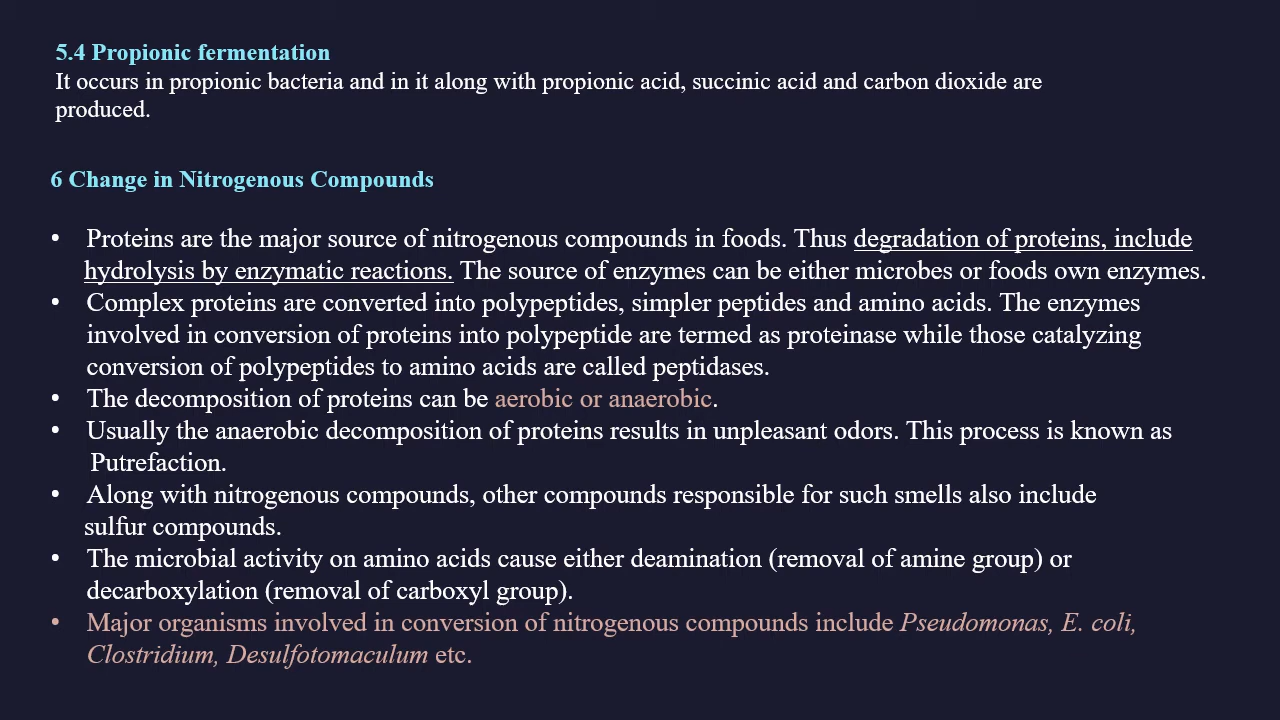 5.4 Propionic fermentation
It occurs in propionic bacteria and in it along with propionic acid, succinic acid and carbon dioxide are
produced.
6 Change in Nitrogenous Compounds
• Proteins are the major source of nitrogenous compounds in foods. Thus degradation of proteins, include
hydrolysis by enzymatic reactions. The source of enzymes can be either microbes or foods own enzymes.
• Complex proteins are converted into polypeptides, simpler peptides and amino acids. The enzymes
involved in conversion of proteins into polypeptide are termed as proteinase while those catalyzing
conversion of polypeptides to amino acids are called peptidases.
• The decomposition of proteins can be aerobic or anaerobic.
• Usually the anaerobic decomposition of proteins results in unpleasant odors. This process is known as
Putrefaction.
• Along with nitrogenous compounds, other compounds responsible for such smells also include
sulfur compounds.
• The microbial activity on amino acids cause either deamination (removal of amine group) or
decarboxylation (removal of carboxyl group).
• Major organisms involved in conversion of nitrogenous compounds include Pseudomonas, E. coli,
Clostridium, Desulfotomaculum etc.